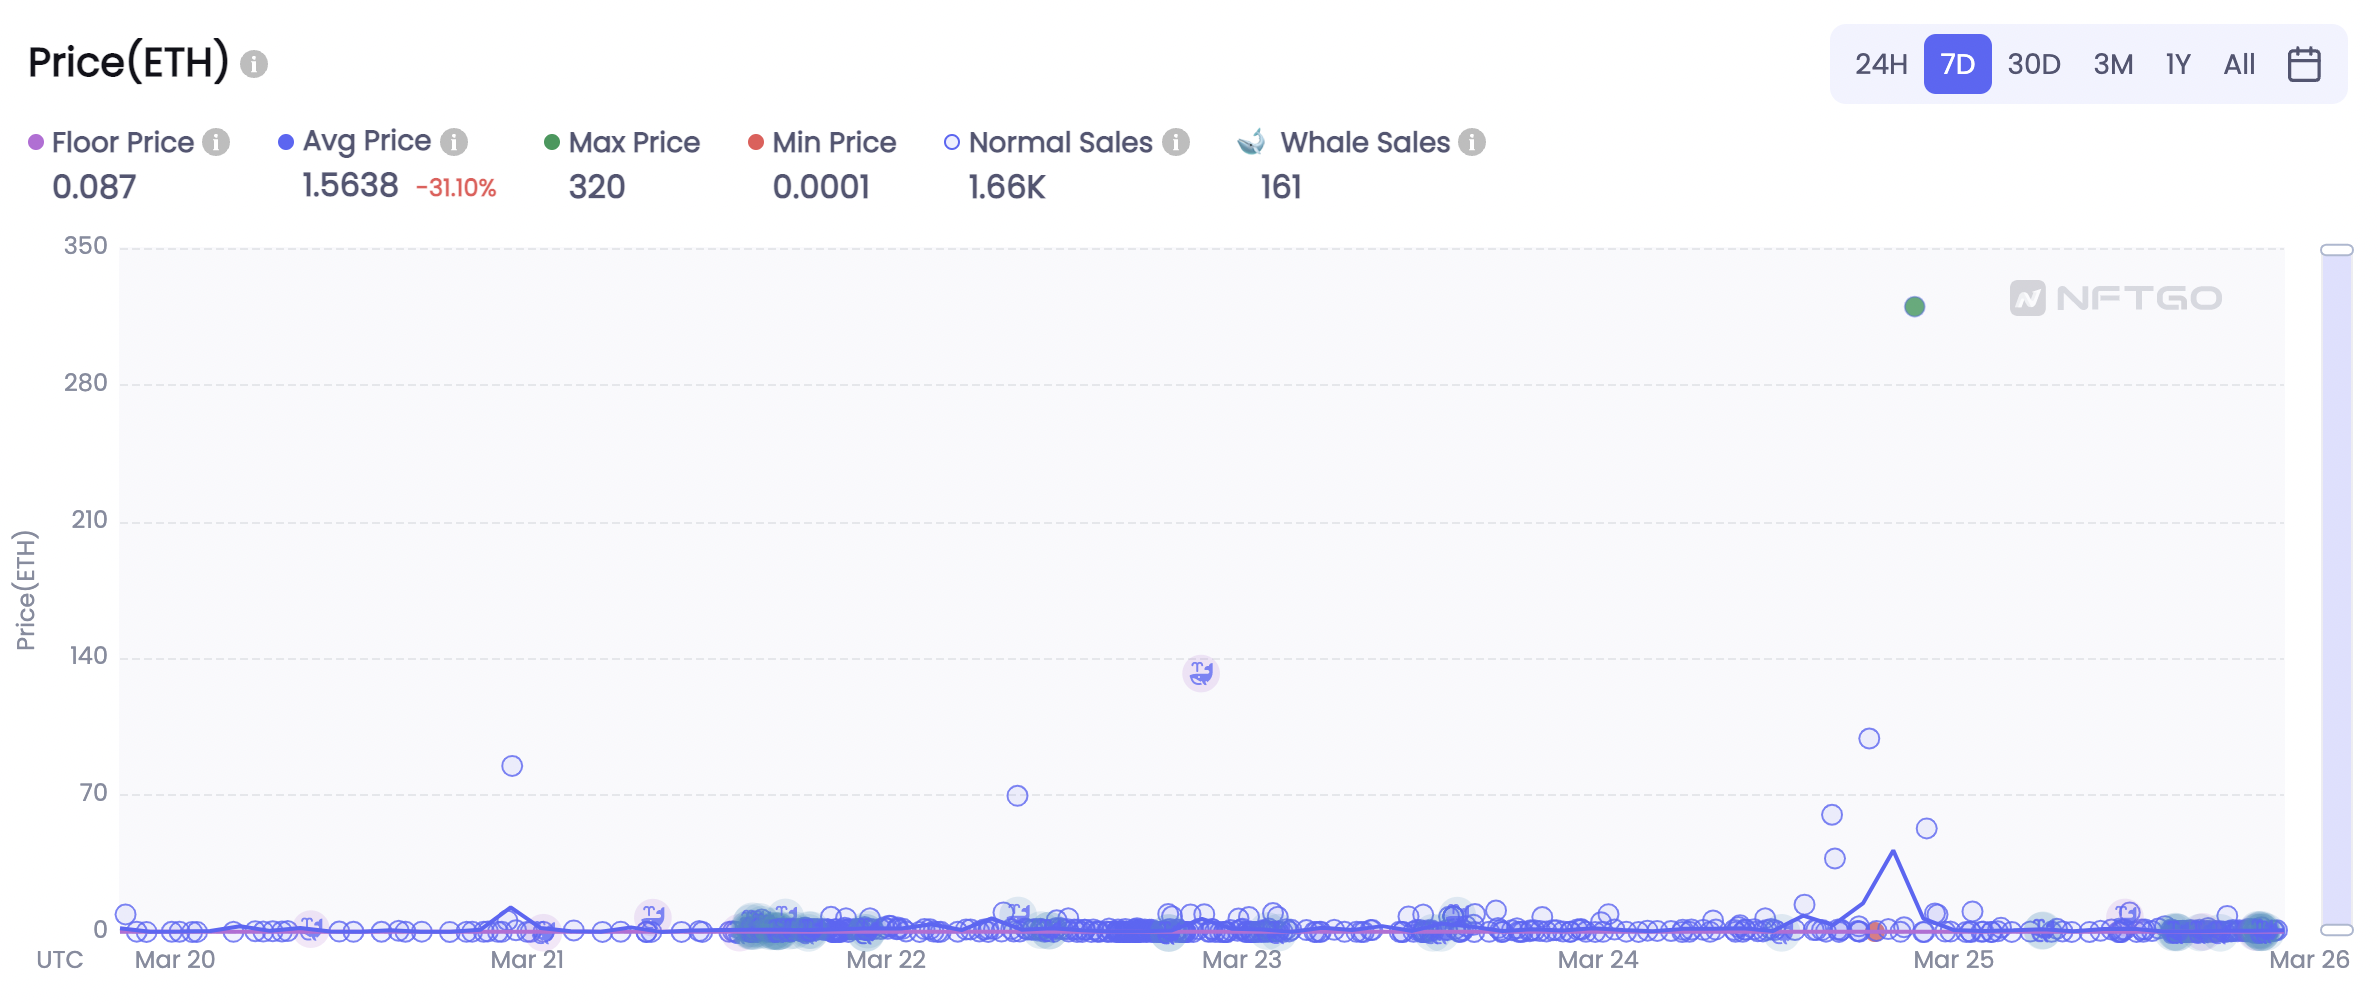 Price(ETH)
24H 7D 30D 3M 1Y All
Floor Price Avg Price Max Price Min Price Normal Sales Whale Sales
0.087 1.5638 -31.10% 320 0.0001 1.66K 161
350
NFTGO
280
210
140
70
0
Price(ETH)
UTC Mar 20 Mar 21 Mar 22 Mar 23 Mar 24 Mar 25 Mar 26